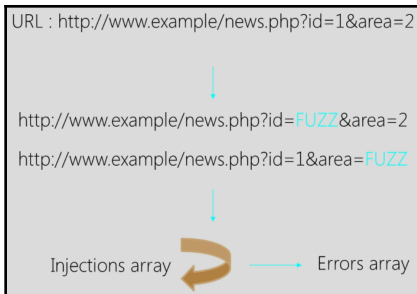 URL : http://www.example/news.php?id=1&area=2
http://www.example/news.php?id=FUZZ&area=2
http://www.example/news.php?id=1&area=FUZZ
Injections array Errors array